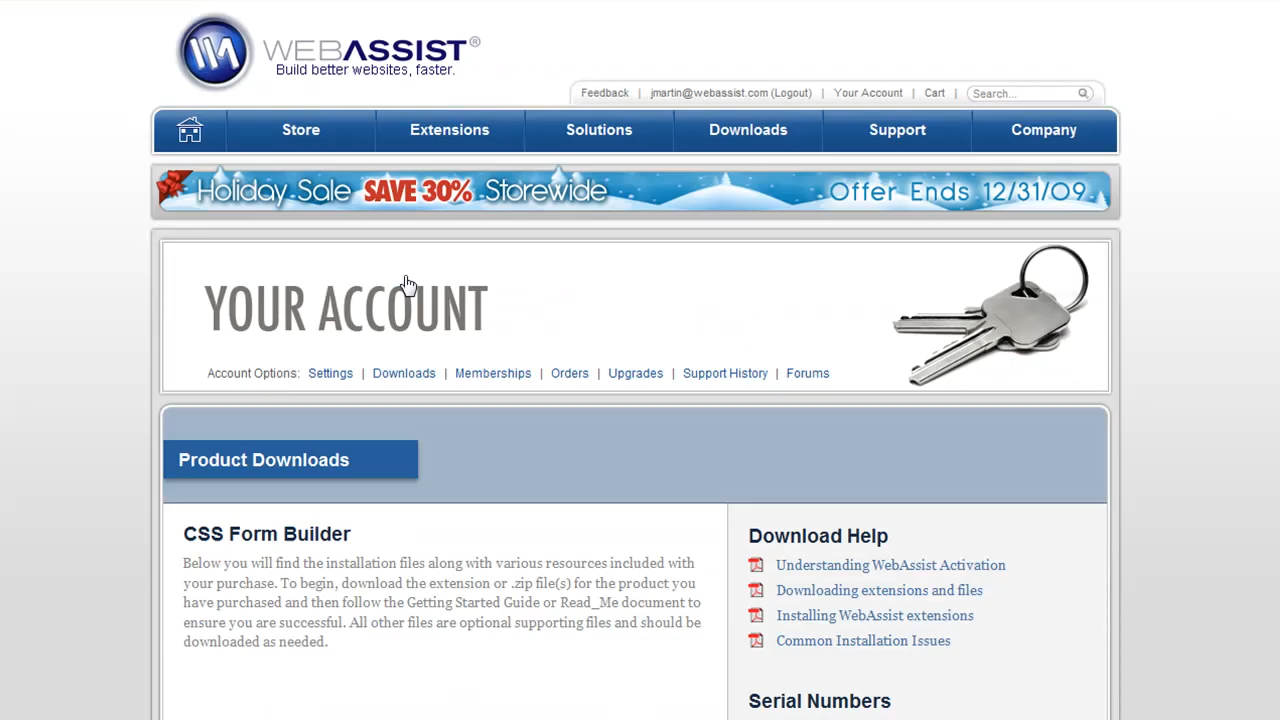 WEBASSIST®
Build better websites, faster.
Feedback | jmartin@webassist.com (Logout) | Your Account | Cart | Search...
Store Extensions Solutions Downloads Support Company
Holiday Sale SAVE 30% Storewide Offer Ends 12/31/09
YOUR ACCOUNT
Account Options: Settings | Downloads | Memberships | Orders | Upgrades | Support History | Forums
Product Downloads
CSS Form Builder
Below you will find the installation files along with various resources included with
your purchase. To begin, download the extension or .zip file(s) for the product you
have purchased and then follow the Getting Started Guide or Read_Me document to
ensure you are successful. All other files are optional supporting files and should be
downloaded as needed.
Download Help
Understanding WebAssist Activation
Downloading extensions and files
Installing WebAssist extensions
Common Installation Issues
Serial Numbers